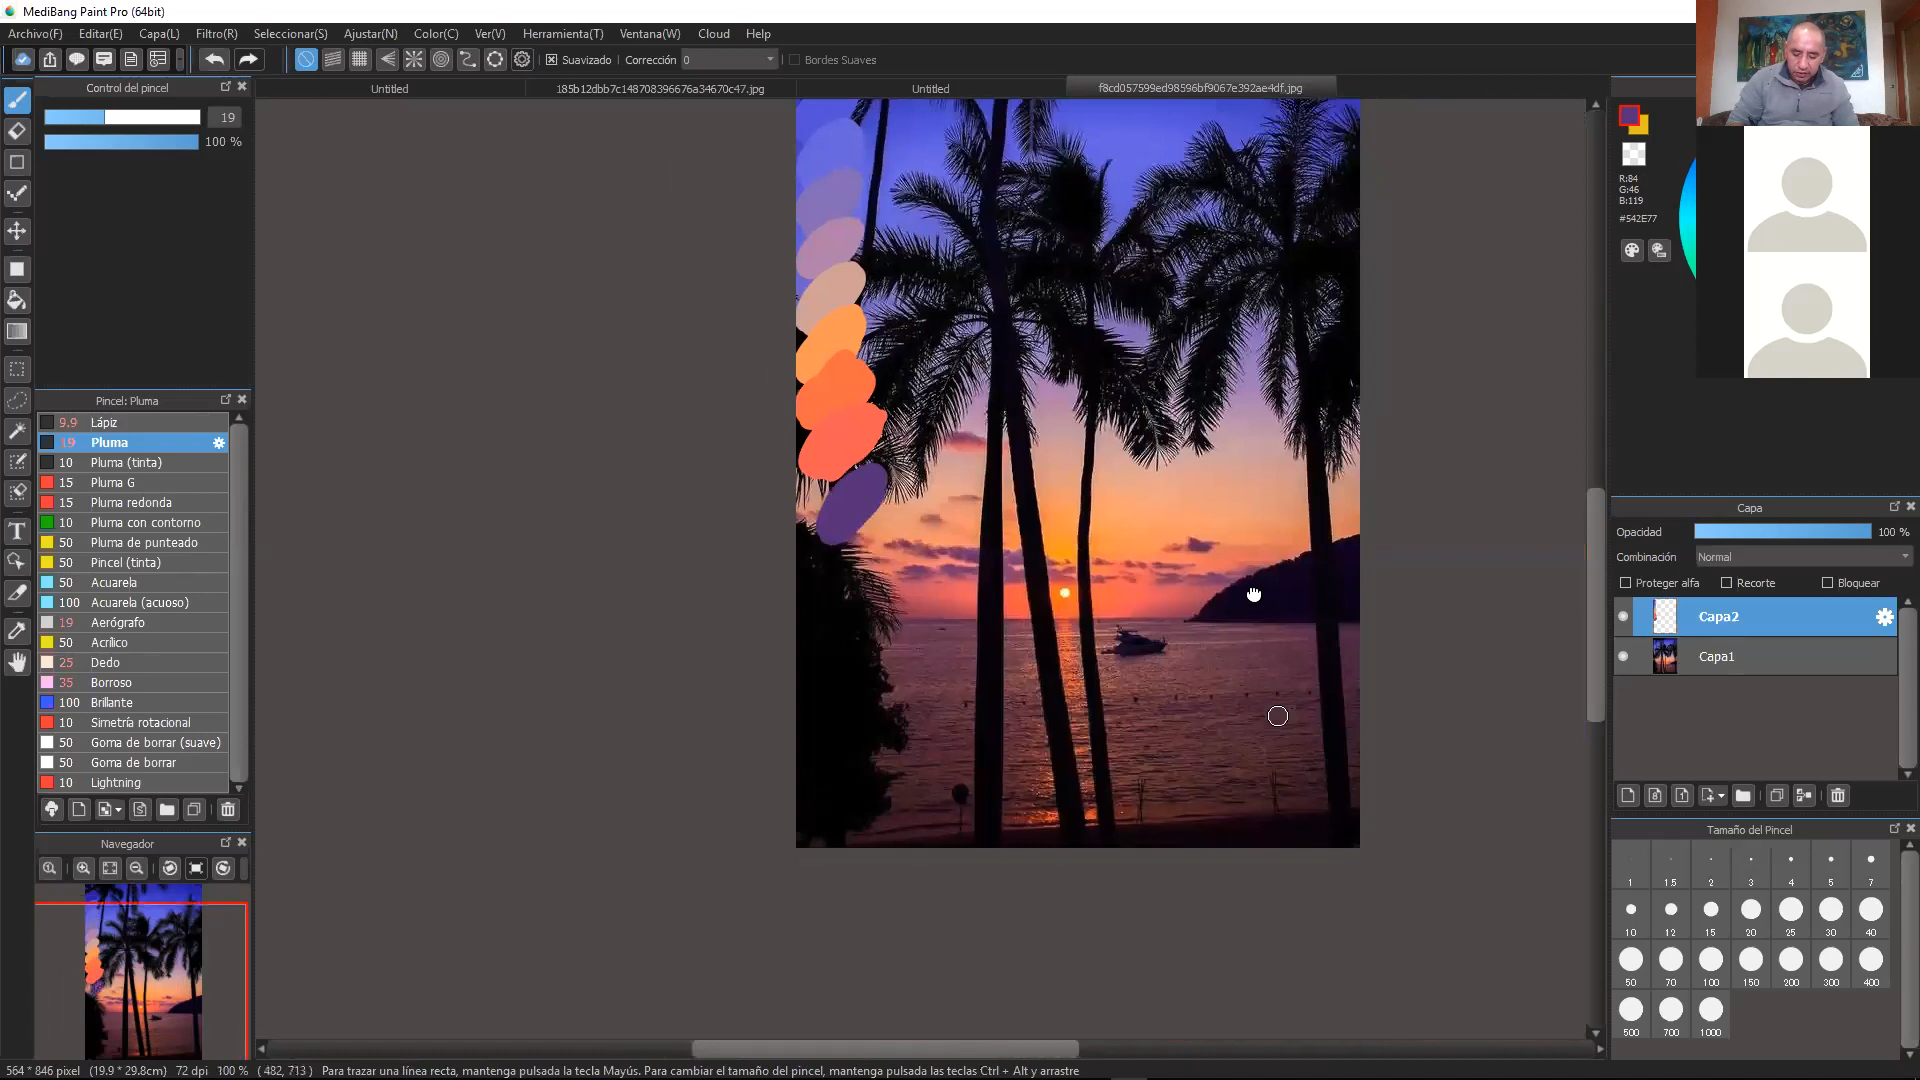 MediBang Paint Pro (64bit)
Archivo(F) Editar(E) Capa(L) Filtro(R) Seleccionar(S) Ajustar(N) Color(C) Ver(V) Herramienta(T) Ventana(W) Cloud Help
Suavizado Corrección 0 Bordes Suaves
Control del pincel
Untitled 185b12dbb7c148708396676a34670c47.jpg Untitled f8cd057599ed98596bf9067e392ae4df.jpg
19
100 %
R:84
G:46
B:119
#542E77
Pincel: Pluma
9.9 Lápiz
19 Pluma
10 Pluma (tinta)
15 Pluma G
15 Pluma redonda
10 Pluma con contorno
50 Pluma de punteado
50 Pincel (tinta)
50 Acuarela
100 Acuarela (acuoso)
19 Aerógrafo
50 Acrílico
25 Dedo
35 Borroso
100 Brillante
10 Simetría rotacional
50 Goma de borrar (suave)
50 Goma de borrar
10 Lightning
Capa
Opacidad 100 %
Combinación Normal
Proteger alfa Recorte Bloquear
Capa2
Capa1
Navegador
Tamaño del Pincel
1 1.5 2 3 4 5 7
10 12 15 20 25 30 40
50 70 100 150 200 300 400
500 700 1000
564 * 846 pixel (19.9 * 29.8cm) 72 dpi 100 % ( 482, 713 ) Para trazar una línea recta, mantenga pulsada la tecla Mayús. Para cambiar el tamaño del pincel, mantenga pulsada las teclas Ctrl + Alt y arrastre